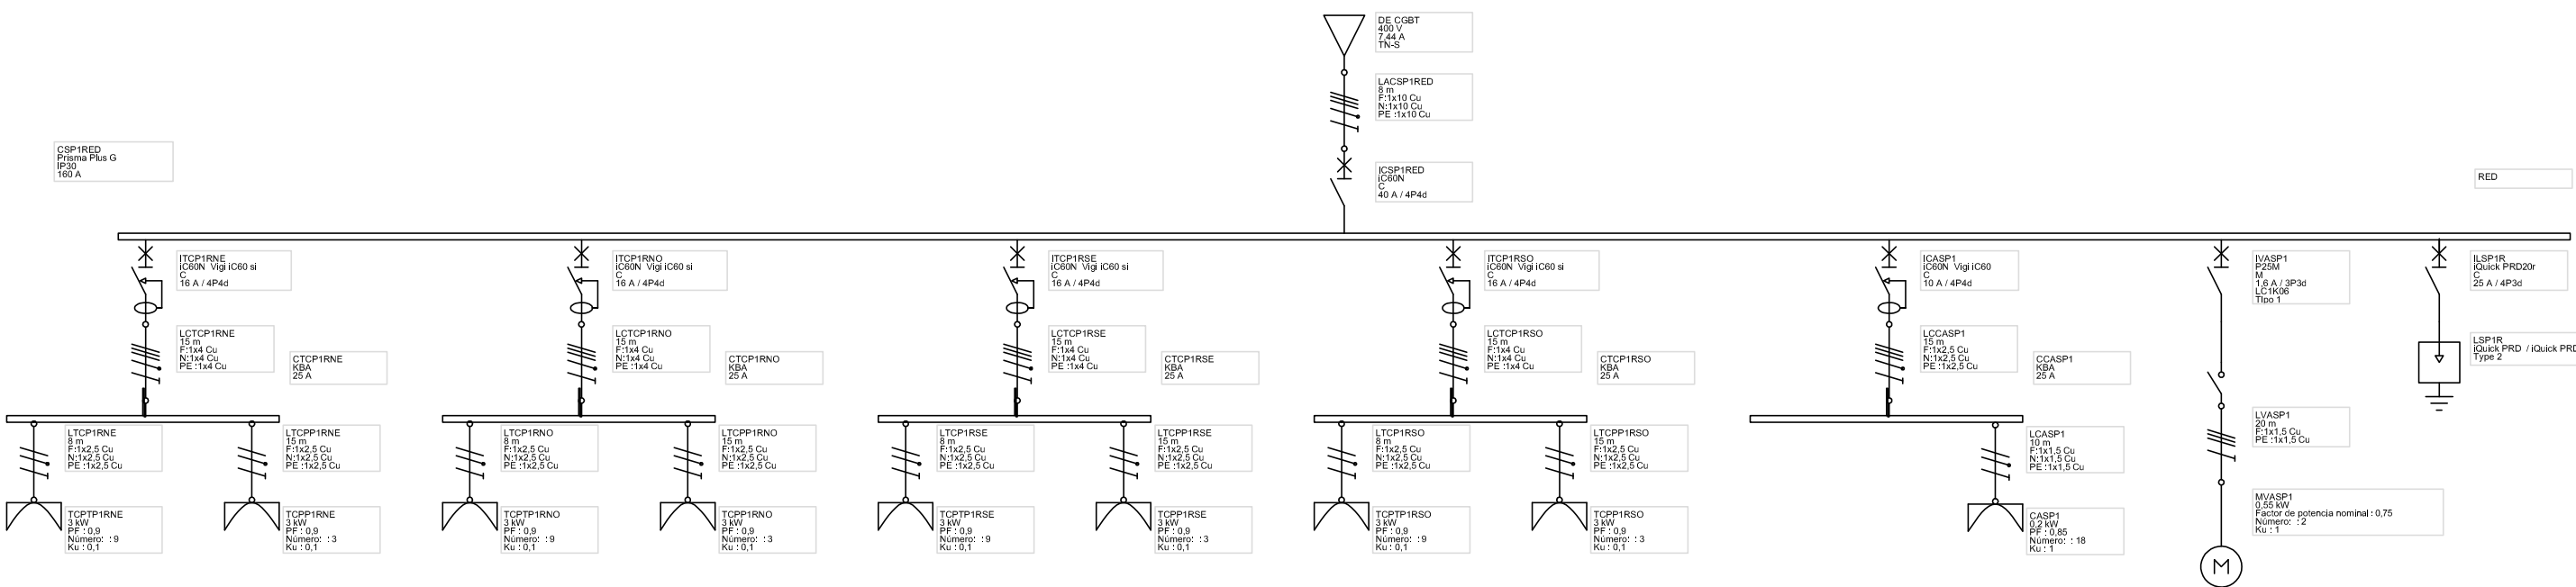 DE CGBT
400 V
7,44 A
TN-S
LACSP1RED
8 m
F:1x10 Cu
N:1x10 Cu
PE :1x10 Cu
CSP1RED
Prisma Plus G
IP30
160 A
ICSP1RED
iC60N
C
40 A / 4P4d
RED
ITCP1RNE
iC60N Vigi iC60 si
C
16 A / 4P4d
ITCP1RNO
iC60N Vigi iC60 si
C
16 A / 4P4d
ITCP1RSE
iC60N Vigi iC60 si
C
16 A / 4P4d
ITCP1RSO
iC60N Vigi iC60 si
C
16 A / 4P4d
ICASP1
iC60N Vigi iC60
C
10 A / 4P4d
IVASP1
P25M
M
1,6 A / 3P3d
LC1K06
Tipo 1
ILSP1R
iQuick PRD20r
C
25 A / 4P3d
LCTCP1RNE
15 m
F:1x4 Cu
N:1x4 Cu
PE :1x4 Cu
CTCP1RNE
KBA
25 A
LCTCP1RNO
15 m
F:1x4 Cu
N:1x4 Cu
PE :1x4 Cu
CTCP1RNO
KBA
25 A
LCTCP1RSE
15 m
F:1x4 Cu
N:1x4 Cu
PE :1x4 Cu
CTCP1RSE
KBA
25 A
LCTCP1RSO
15 m
F:1x4 Cu
N:1x4 Cu
PE :1x4 Cu
CTCP1RSO
KBA
25 A
LCCASP1
15 m
F:1x2,5 Cu
N:1x2,5 Cu
PE :1x2,5 Cu
CCASP1
KBA
25 A
LSP1R
iQuick PRD / iQuick PRD
Type 2
LTCP1RNE
8 m
F:1x2,5 Cu
N:1x2,5 Cu
PE :1x2,5 Cu
LTCPP1RNE
15 m
F:1x2,5 Cu
N:1x2,5 Cu
PE :1x2,5 Cu
LTCP1RNO
8 m
F:1x2,5 Cu
N:1x2,5 Cu
PE :1x2,5 Cu
LTCPP1RNO
15 m
F:1x2,5 Cu
N:1x2,5 Cu
PE :1x2,5 Cu
LTCP1RSE
8 m
F:1x2,5 Cu
N:1x2,5 Cu
PE :1x2,5 Cu
LTCPP1RSE
15 m
F:1x2,5 Cu
N:1x2,5 Cu
PE :1x2,5 Cu
LTCP1RSO
8 m
F:1x2,5 Cu
N:1x2,5 Cu
PE :1x2,5 Cu
LTCPP1RSO
15 m
F:1x2,5 Cu
N:1x2,5 Cu
PE :1x2,5 Cu
LCASP1
10 m
F:1x1,5 Cu
N:1x1,5 Cu
PE :1x1,5 Cu
LVASP1
20 m
F:1x1,5 Cu
PE :1x1,5 Cu
TCPTP1RNE
3 kW
PF : 0,9
Número: : 9
Ku : 0,1
TCPP1RNE
3 kW
PF : 0,9
Número: : 3
Ku : 0,1
TCPTP1RNO
3 kW
PF : 0,9
Número: : 9
Ku : 0,1
TCPP1RNO
3 kW
PF : 0,9
Número: : 3
Ku : 0,1
TCPTP1RSE
3 kW
PF : 0,9
Número: : 9
Ku : 0,1
TCPP1RSE
3 kW
PF : 0,9
Número: : 3
Ku : 0,1
TCPTP1RSO
3 kW
PF : 0,9
Número: : 9
Ku : 0,1
TCPP1RSO
3 kW
PF : 0,9
Número: : 3
Ku : 0,1
CASP1
0,2 kW
PF : 0,85
Número: : 18
Ku : 1
MVASP1
0,55 kW
Factor de potencia nominal : 0,75
Número: : 2
Ku : 1
M